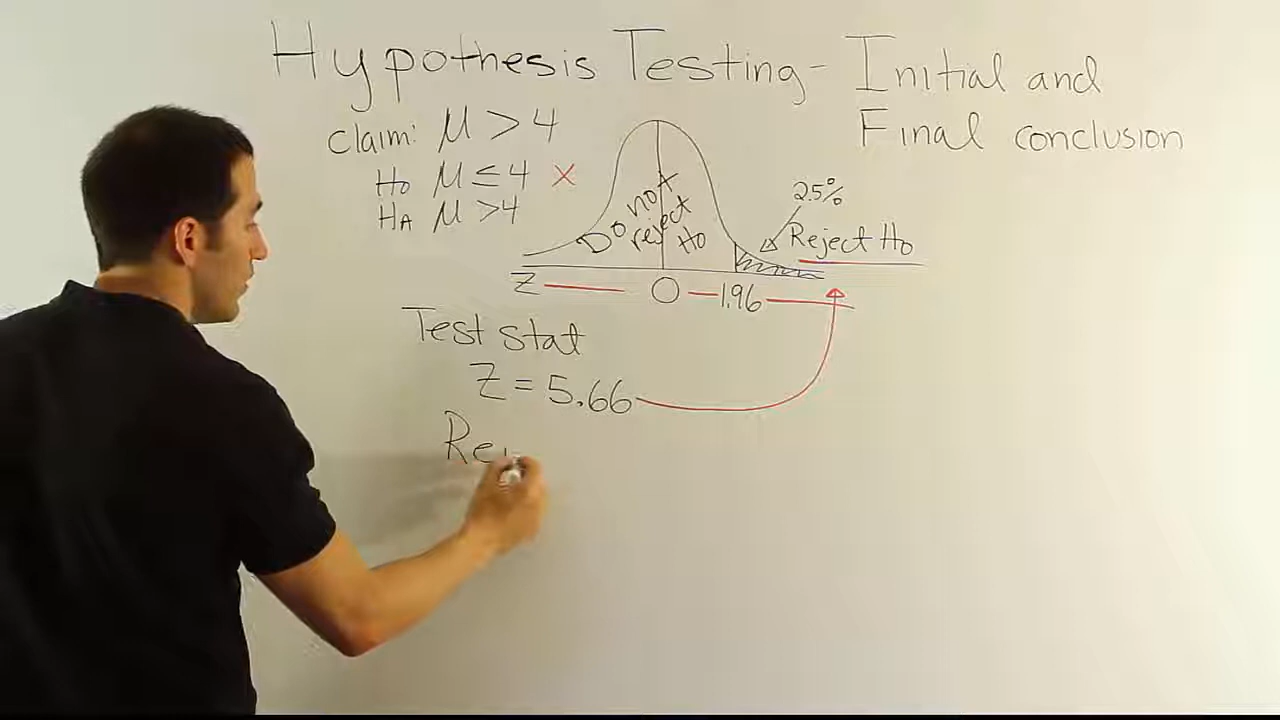 Hypothesis Testing - Initial and
Final conclusion
claim: μ > 4
Ho μ ≤ 4 X
HA μ > 4
Do not
reject
Ho
2.5%
Reject Ho
Z 0 1.96
Test stat
Z = 5.66
Re